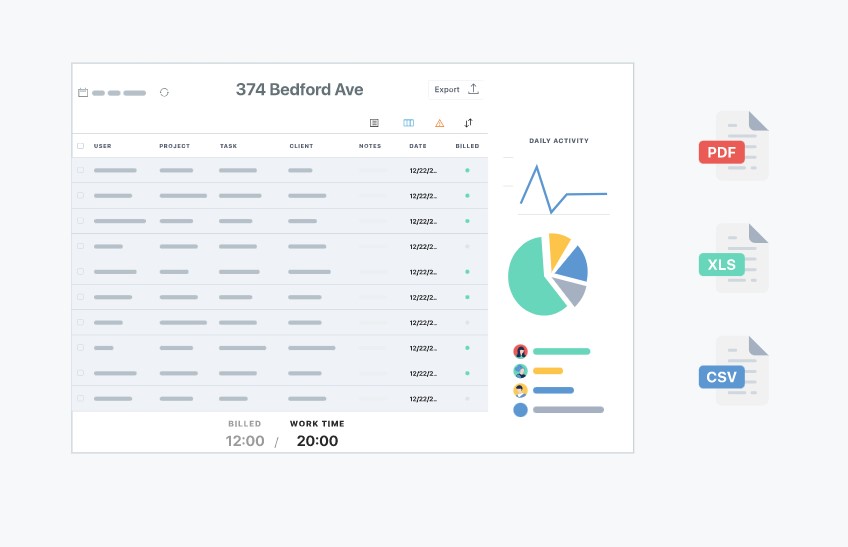 374 Bedford Ave
Export
USER PROJECT TASK CLIENT NOTES DATE BILLED
12/22/2..
12/22/2..
12/22/2..
12/22/2..
12/22/2..
12/22/2..
12/22/2..
12/22/2..
12/22/2..
12/22/2..
BILLED WORK TIME
12:00 / 20:00
DAILY ACTIVITY
PDF
XLS
CSV